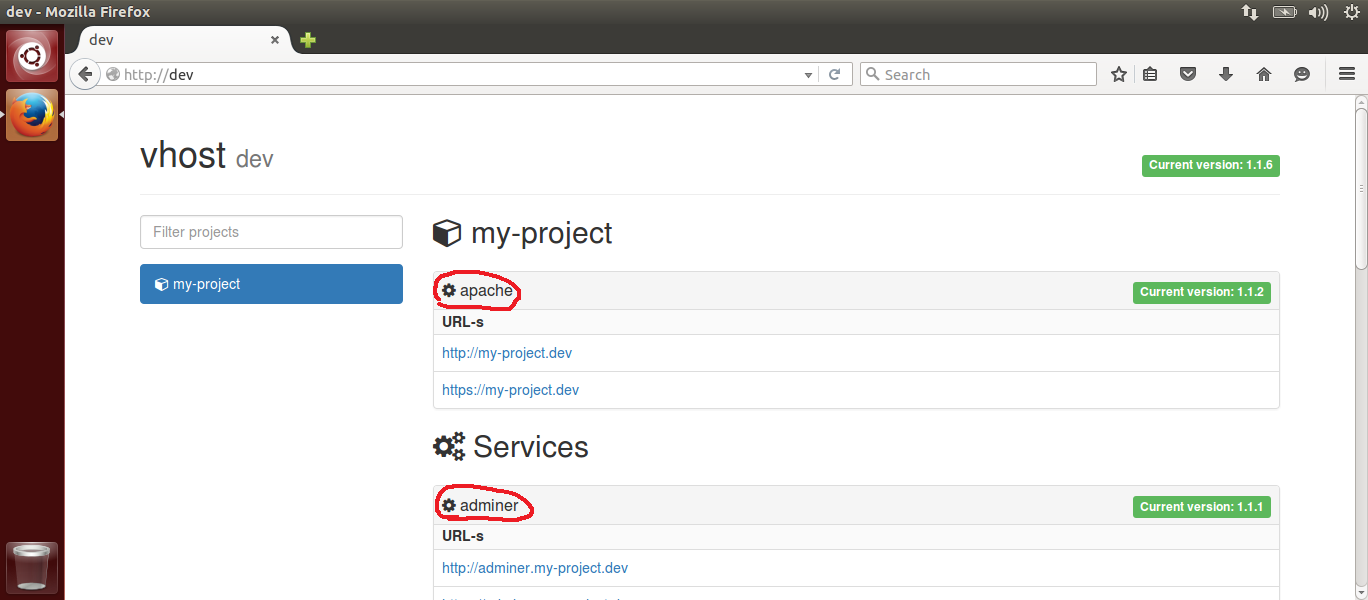 dev - Mozilla Firefox
dev
http://dev
Search
vhost dev
Current version: 1.1.6
Filter projects
my-project
my-project
apache
Current version: 1.1.2
URL-s
http://my-project.dev
https://my-project.dev
Services
adminer
Current version: 1.1.1
URL-s
http://adminer.my-project.dev